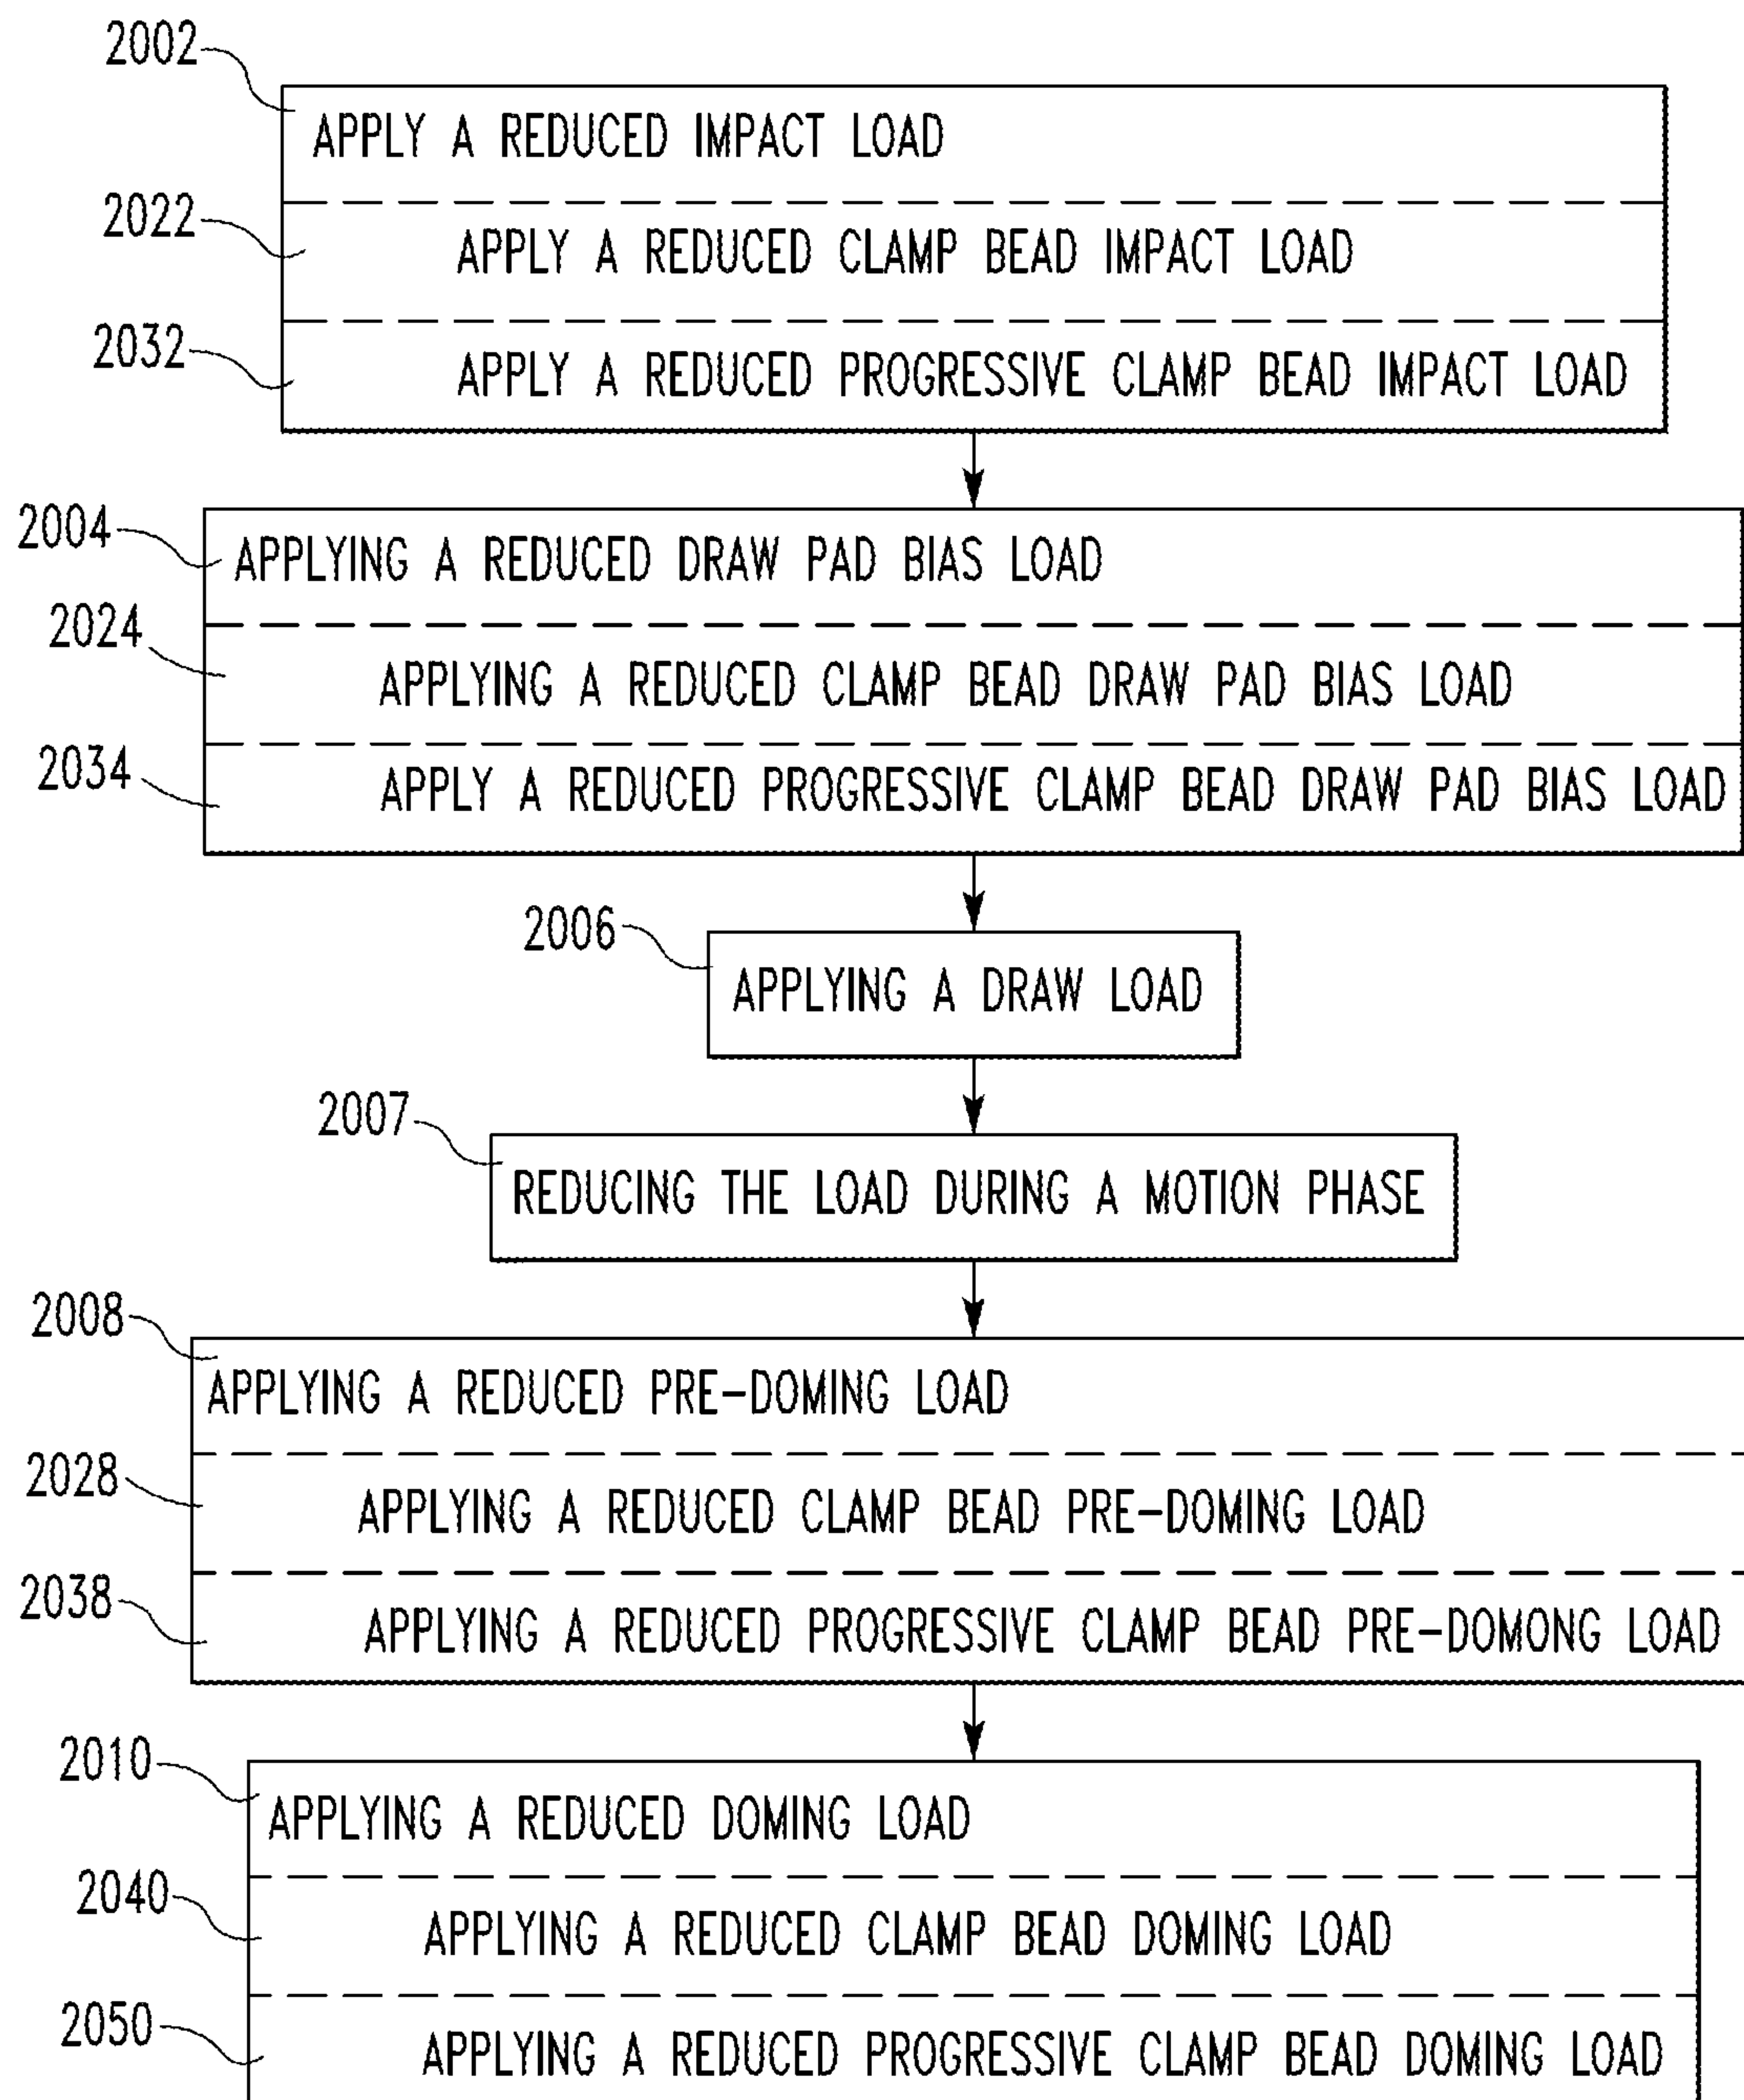 2002
APPLY A REDUCED IMPACT LOAD
2022
APPLY A REDUCED CLAMP BEAD IMPACT LOAD
2032
APPLY A REDUCED PROGRESSIVE CLAMP BEAD IMPACT LOAD
2004
APPLYING A REDUCED DRAW PAD BIAS LOAD
2024
APPLYING A REDUCED CLAMP BEAD DRAW PAD BIAS LOAD
2034
APPLY A REDUCED PROGRESSIVE CLAMP BEAD DRAW PAD BIAS LOAD
2006
APPLYING A DRAW LOAD
2007
REDUCING THE LOAD DURING A MOTION PHASE
2008
APPLYING A REDUCED PRE-DOMING LOAD
2028
APPLYING A REDUCED CLAMP BEAD PRE-DOMING LOAD
2038
APPLYING A REDUCED PROGRESSIVE CLAMP BEAD PRE-DOMONG LOAD
2010
APPLYING A REDUCED DOMING LOAD
2040
APPLYING A REDUCED CLAMP BEAD DOMING LOAD
2050
APPLYING A REDUCED PROGRESSIVE CLAMP BEAD DOMING LOAD